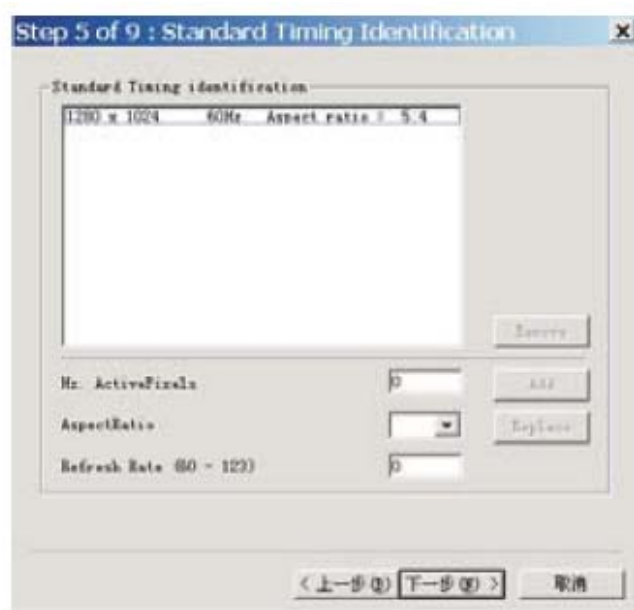 Step 5 of 9 : Standard Timing Identification
Standard Timing identification
1280 x 1024 60Hz Aspect ratio : 5.4
Remove
Hz. ActivePixels 0
Add
AspectRatio
Replace
Refresh Rate (60 - 123) 0
<上一步(B) 下一步(N) > 取消